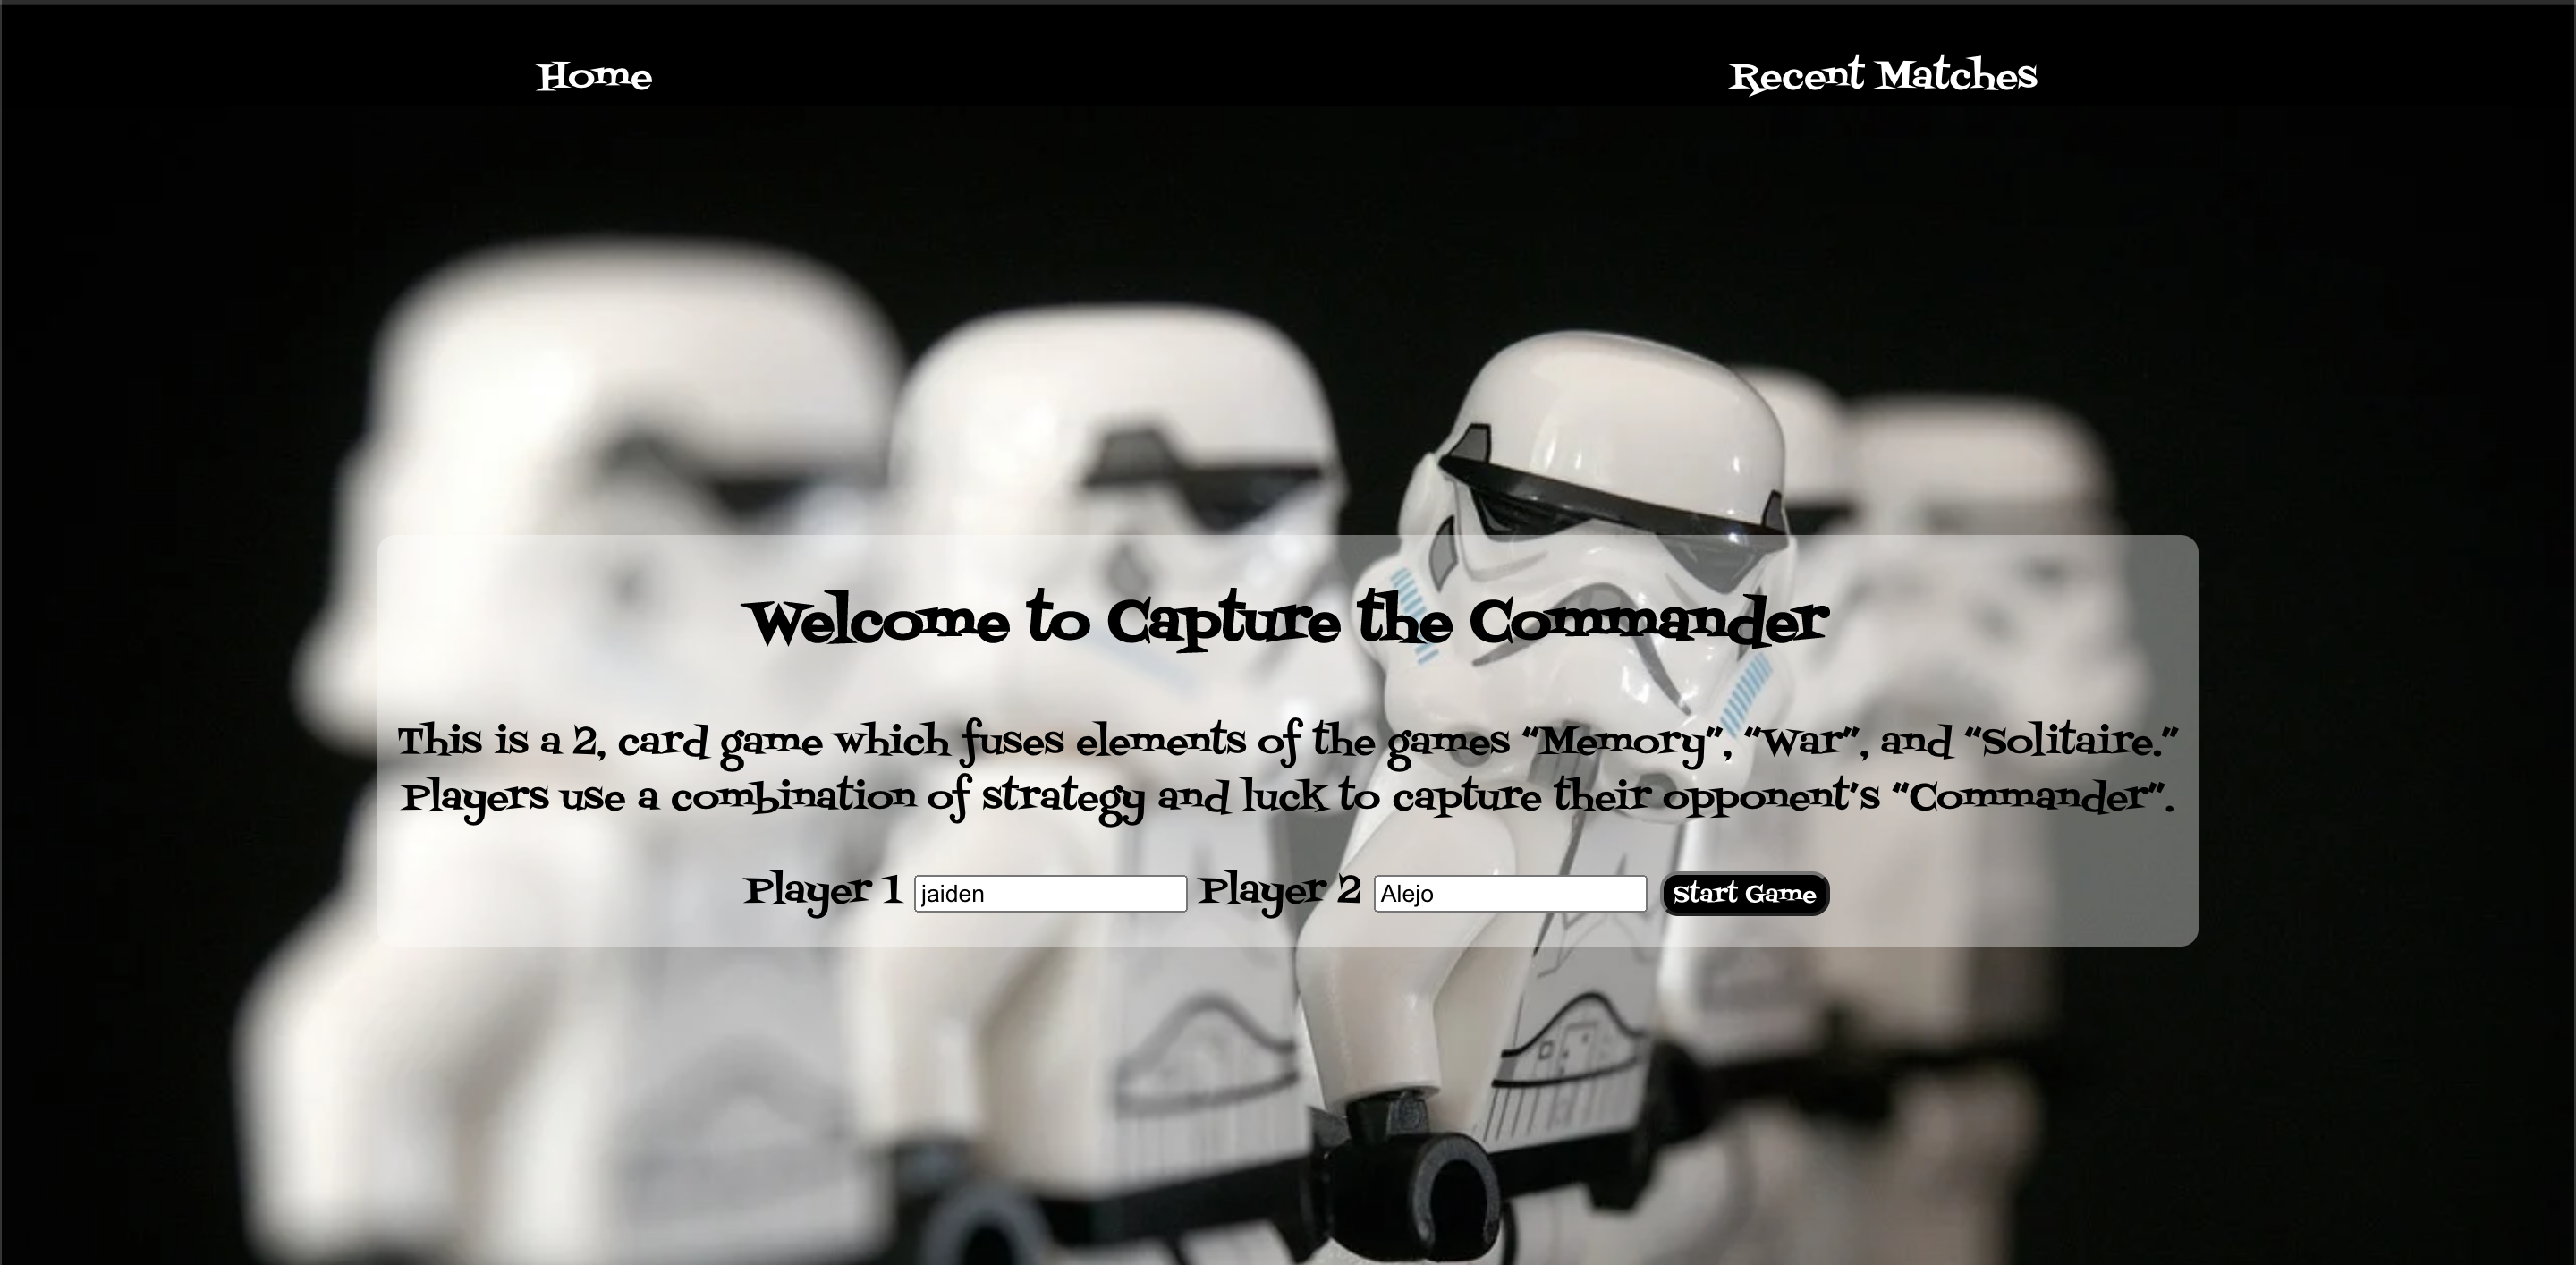 Home Recent Matches
Welcome to Capture the Commander
This is a 2, card game which fuses elements of the games “Memory”, “War”, and “Solitaire.”
Players use a combination of strategy and luck to capture their opponent's “Commander”.
Player 1 jaiden Player 2 Alejo Start Game